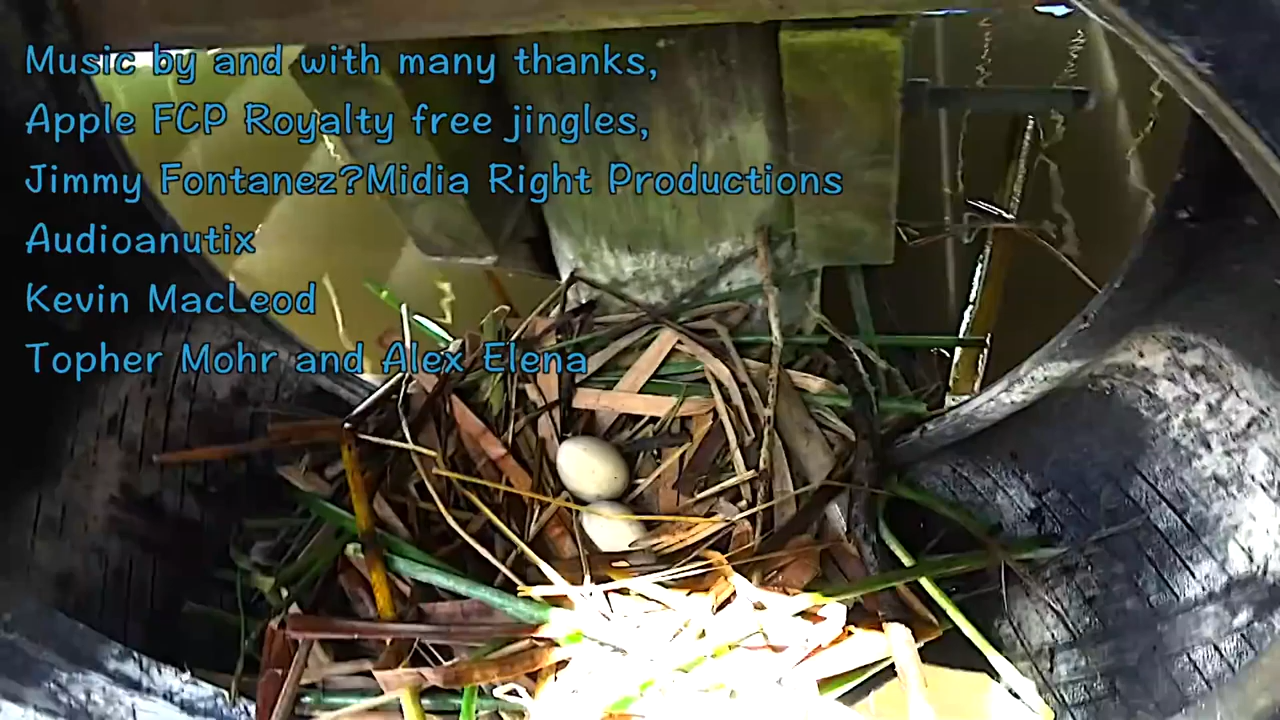 Music by and with many thanks,
Apple FCP Royalty free jingles,
Jimmy Fontanez?Midia Right Productions
Audioanutix
Kevin MacLeod
Topher Mohr and Alex Elena